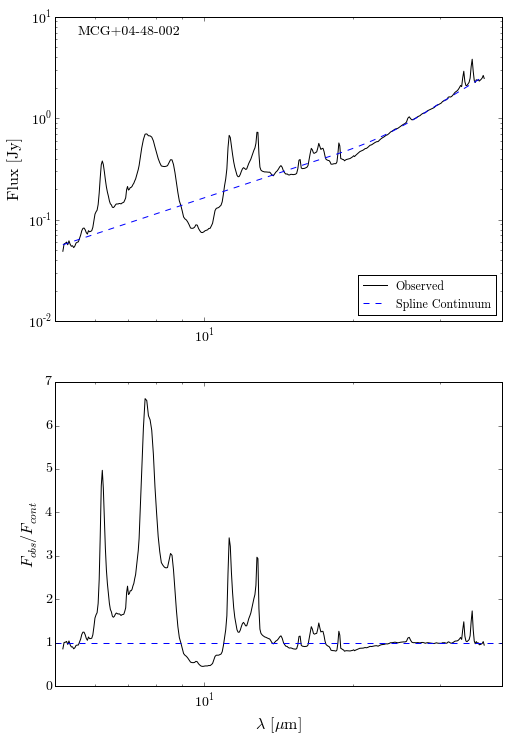 MCG+04-48-002
Flux [Jy]
10^1
10^0
10^-1
10^-2
10^1
Observed
Spline Continuum
F_obs/F_cont
7
6
5
4
3
2
1
0
10^1
λ [μm]